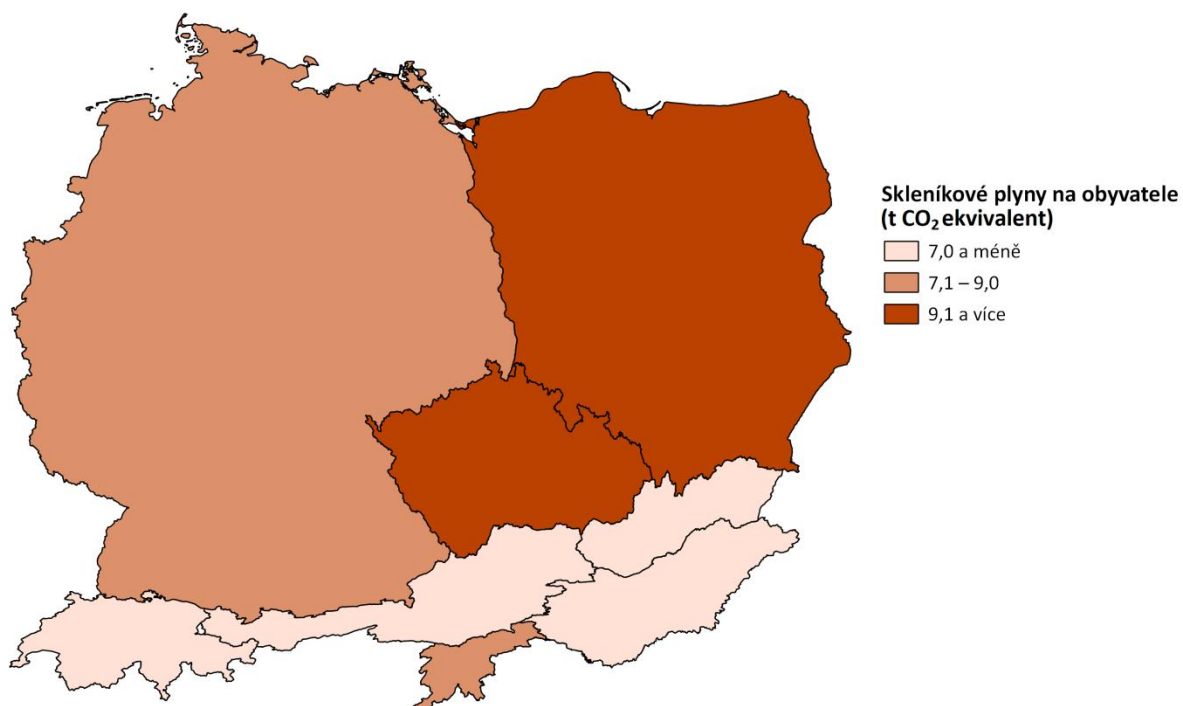 Skleníkové plyny na obyvatele
(t CO₂ ekvivalent)
7,0 a méně
7,1 – 9,0
9,1 a více